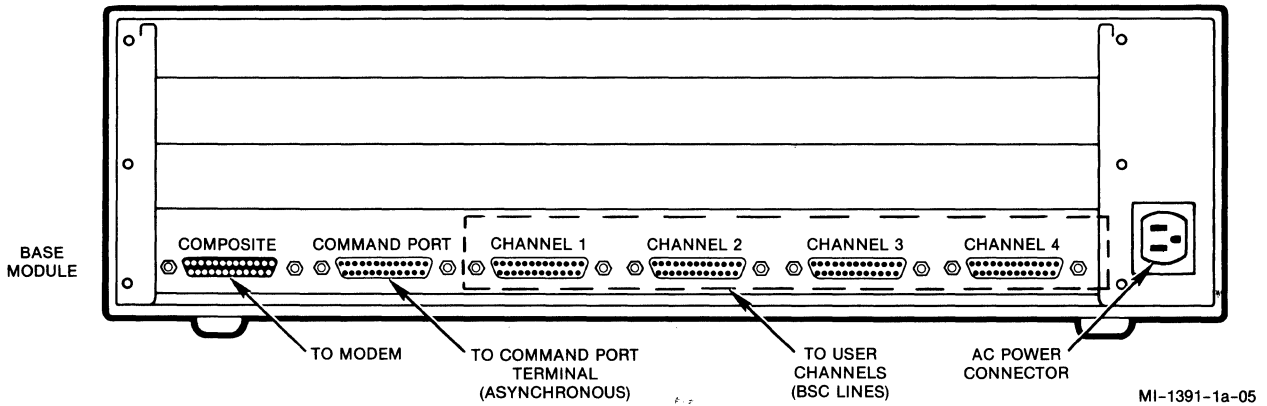 COMPOSITE COMMAND PORT CHANNEL 1 CHANNEL 2 CHANNEL 3 CHANNEL 4
BASE
MODULE
TO MODEM
TO COMMAND PORT
TERMINAL
(ASYNCHRONOUS)
TO USER
CHANNELS
(BSC LINES)
AC POWER
CONNECTOR
MI-1391-1a-05